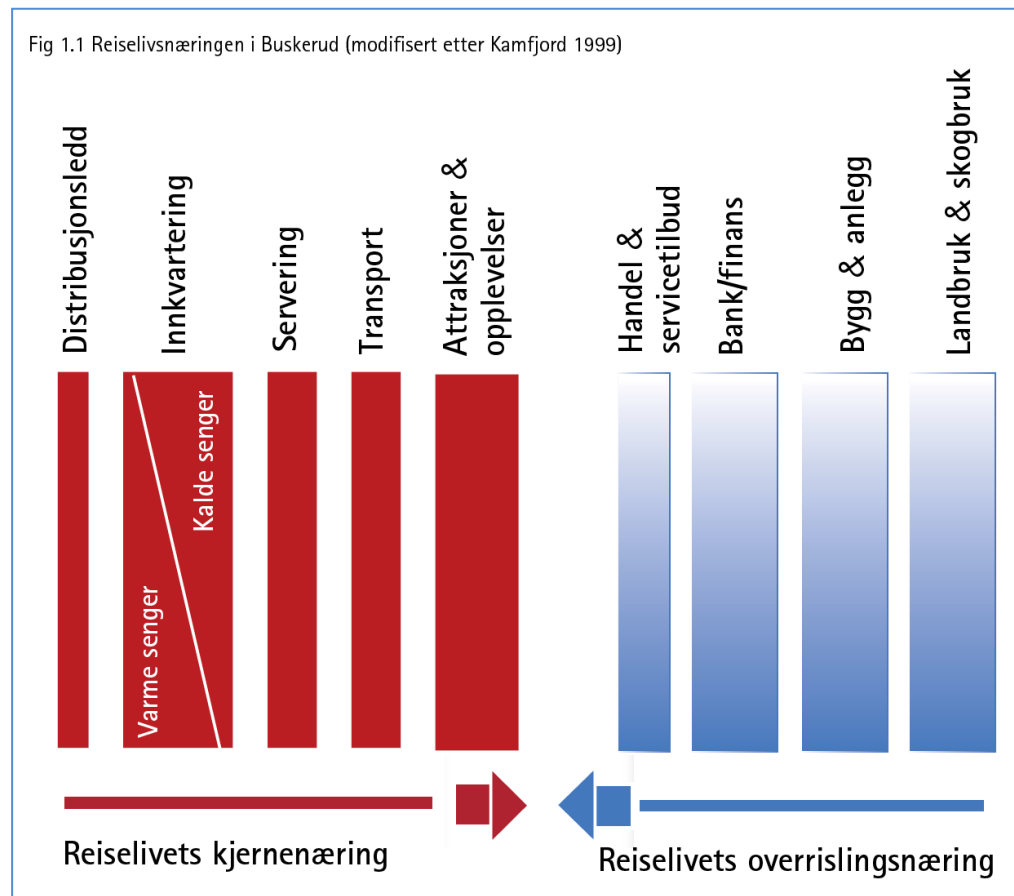 Fig 1.1 Reiselivsnæringen i Buskerud (modifisert etter Kamfjord 1999)
Distribusjonsledd
Innkvartering
Servering
Transport
Attraksjoner &
opplevelser
Handel &
servicetilbud
Bank/finans
Bygg & anlegg
Landbruk & skogbruk
Varme senger
Kalde senger
Reiselivets kjernenæring
Reiselivets overrislingsnæring